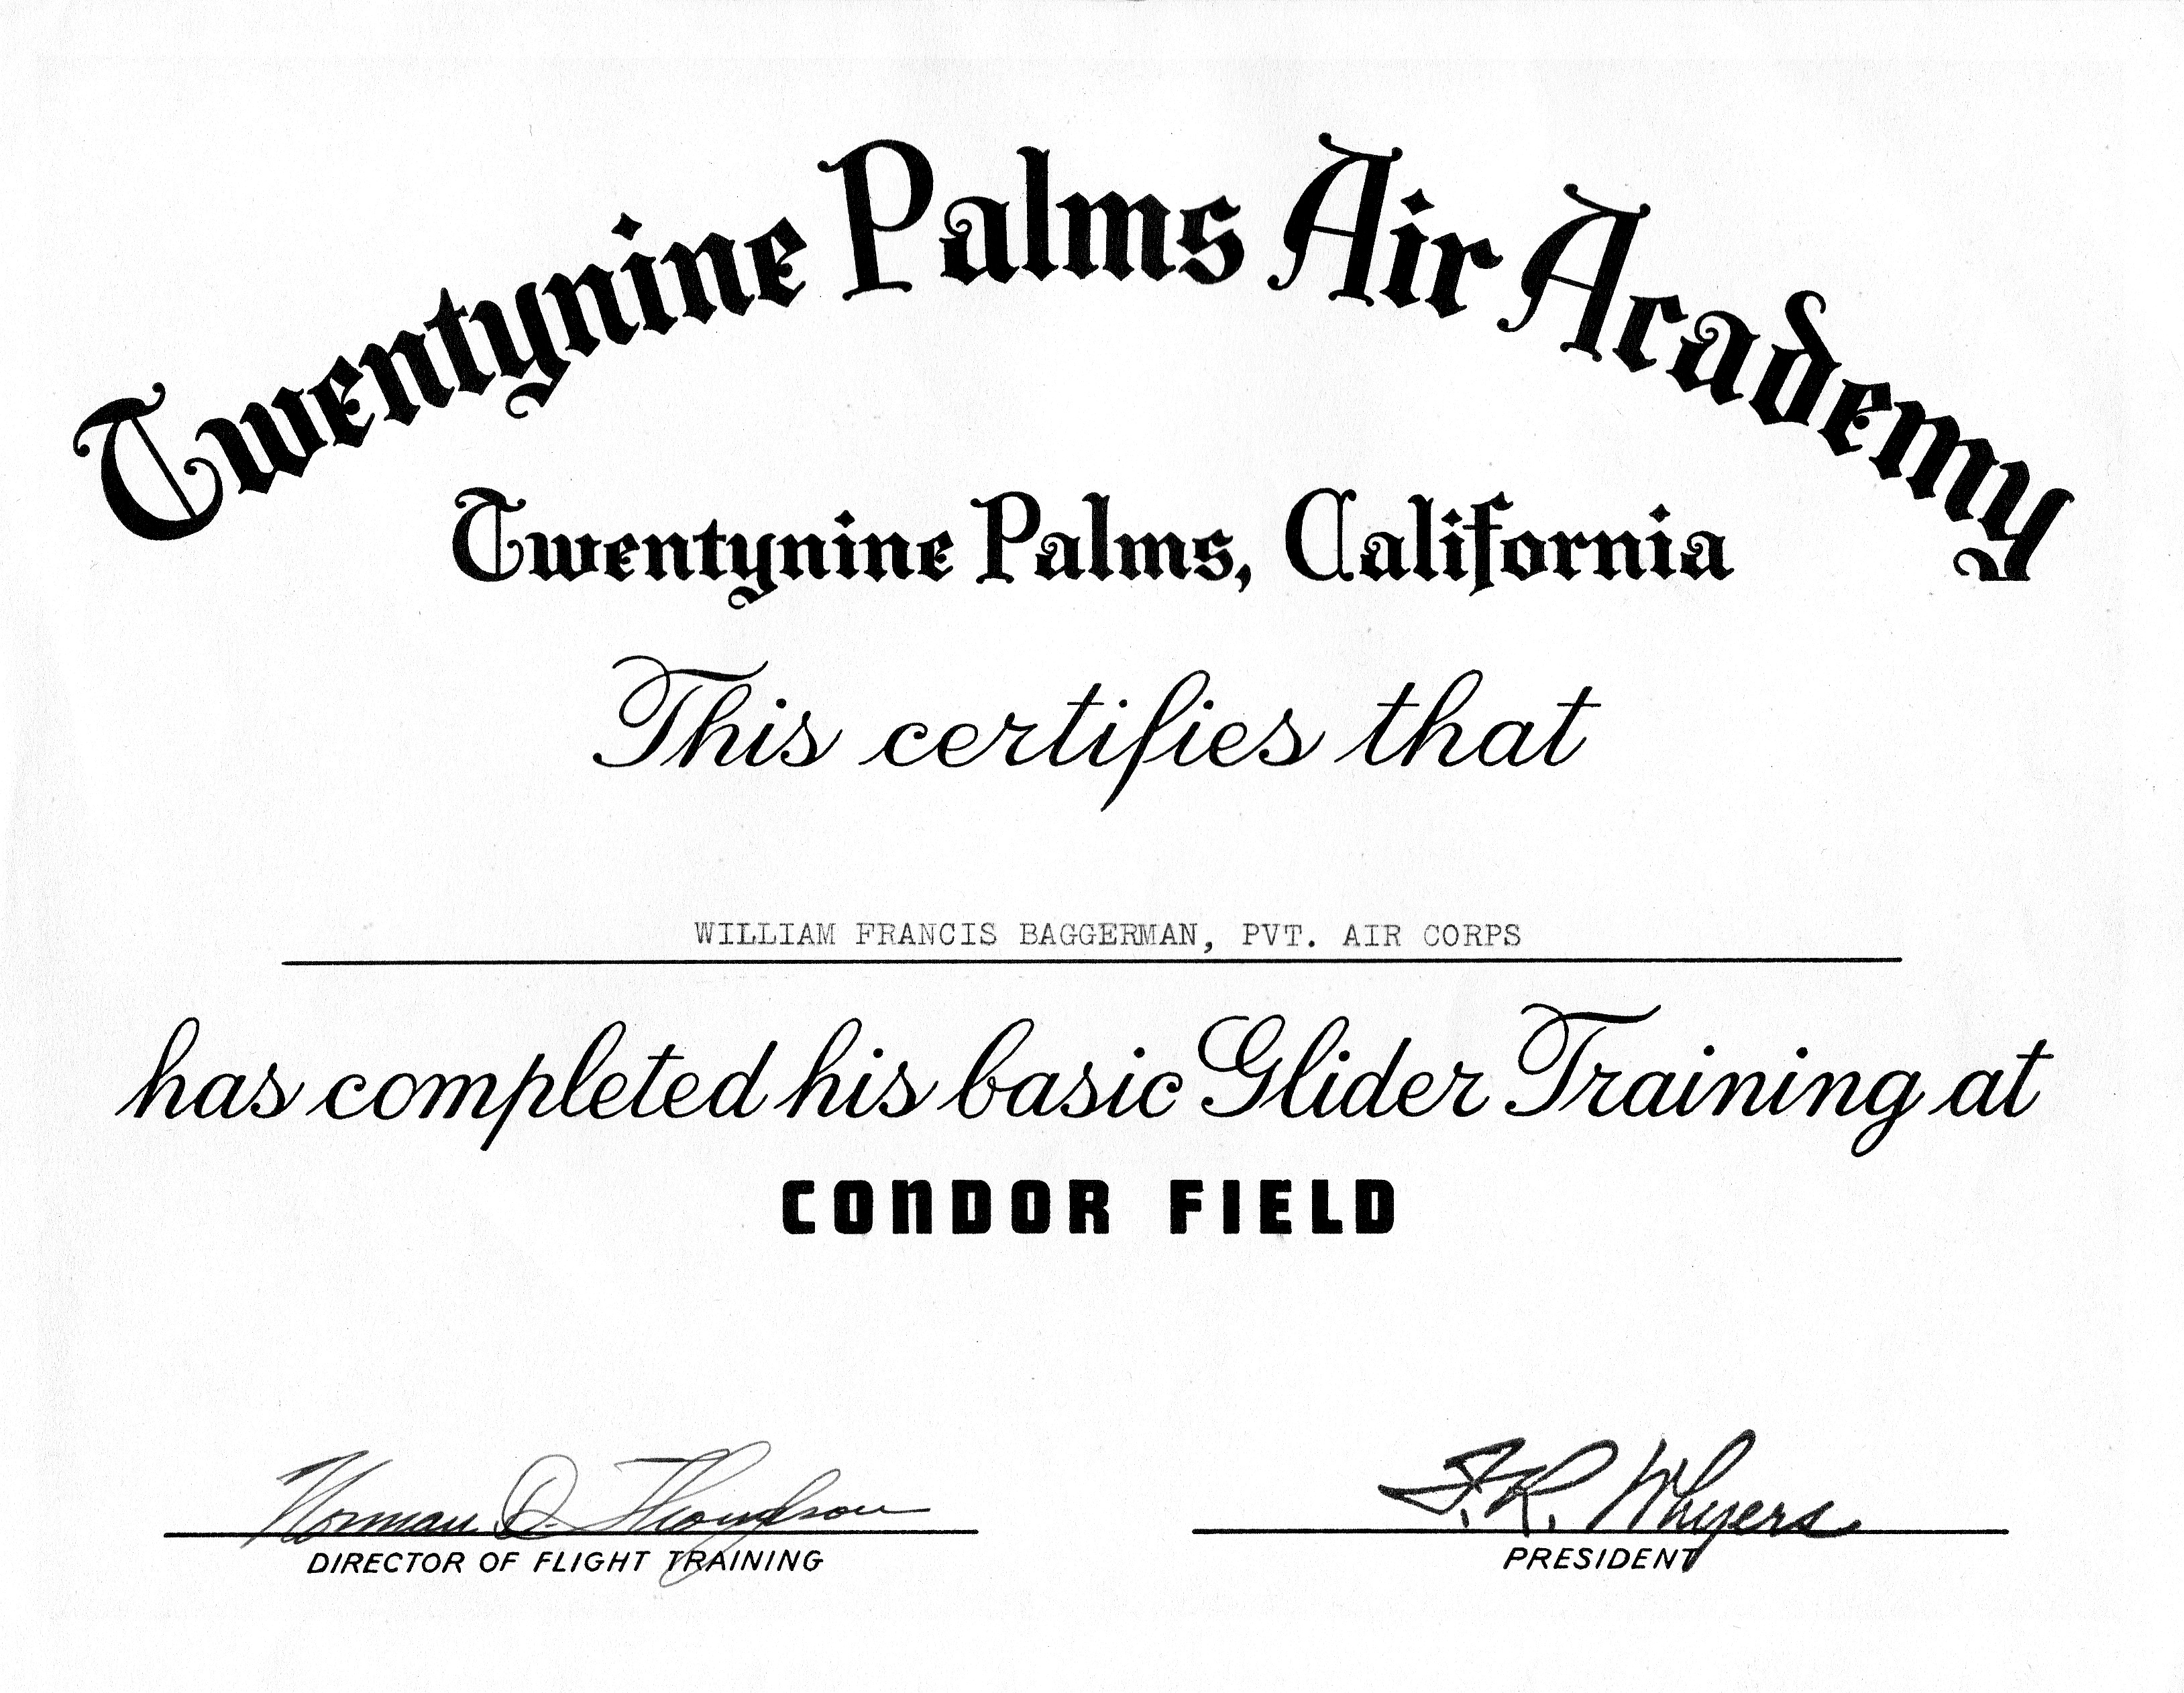 Twentynine Palms Air Academy
Twentynine Palms, California
This certifies that
WILLIAM FRANCIS BAGGERMAN, PVT. AIR CORPS
has completed his basic Glider Training at
CONDOR FIELD
Norman D. Thompson
DIRECTOR OF FLIGHT TRAINING
F.R. Whyers
PRESIDENT